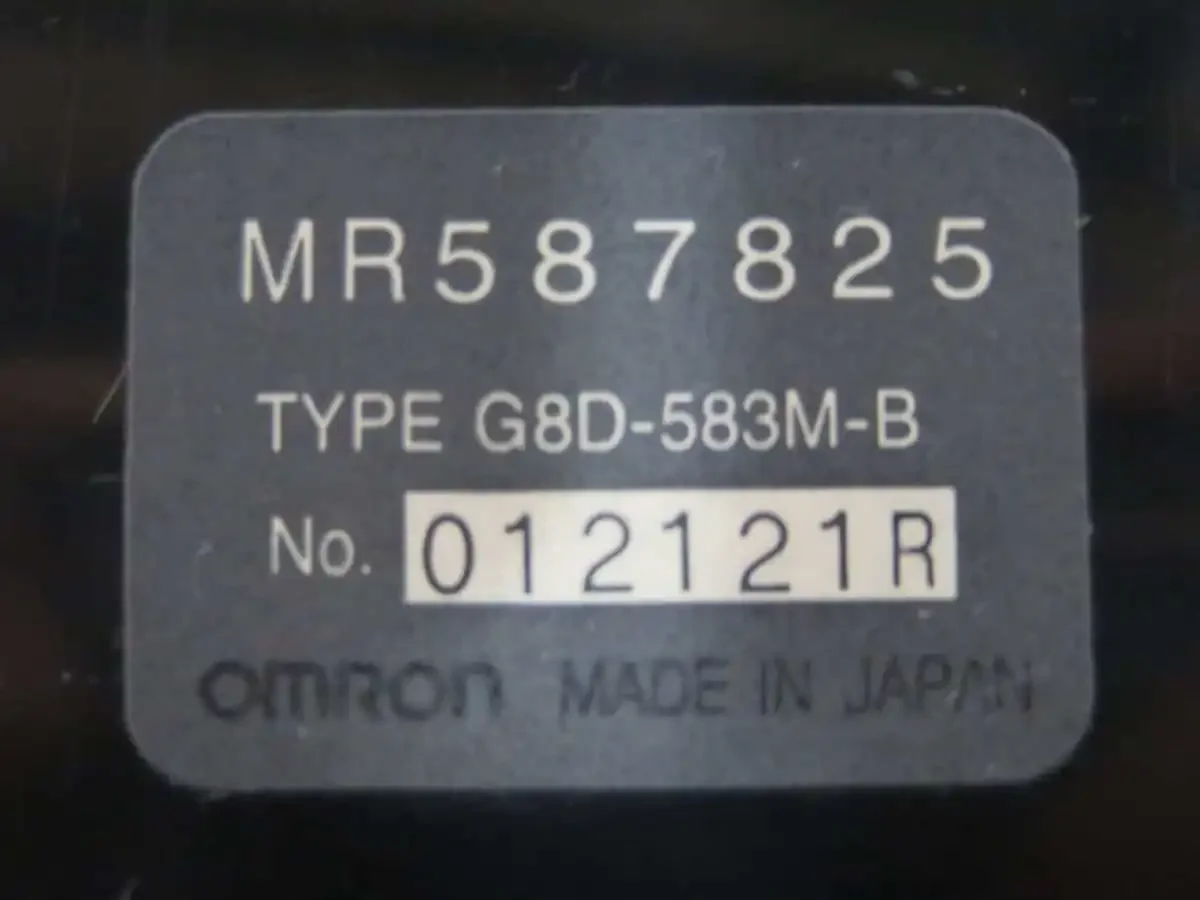 MR587825
TYPE G8D-583M-B
No. 012121R
OMRON MADE IN JAPAN